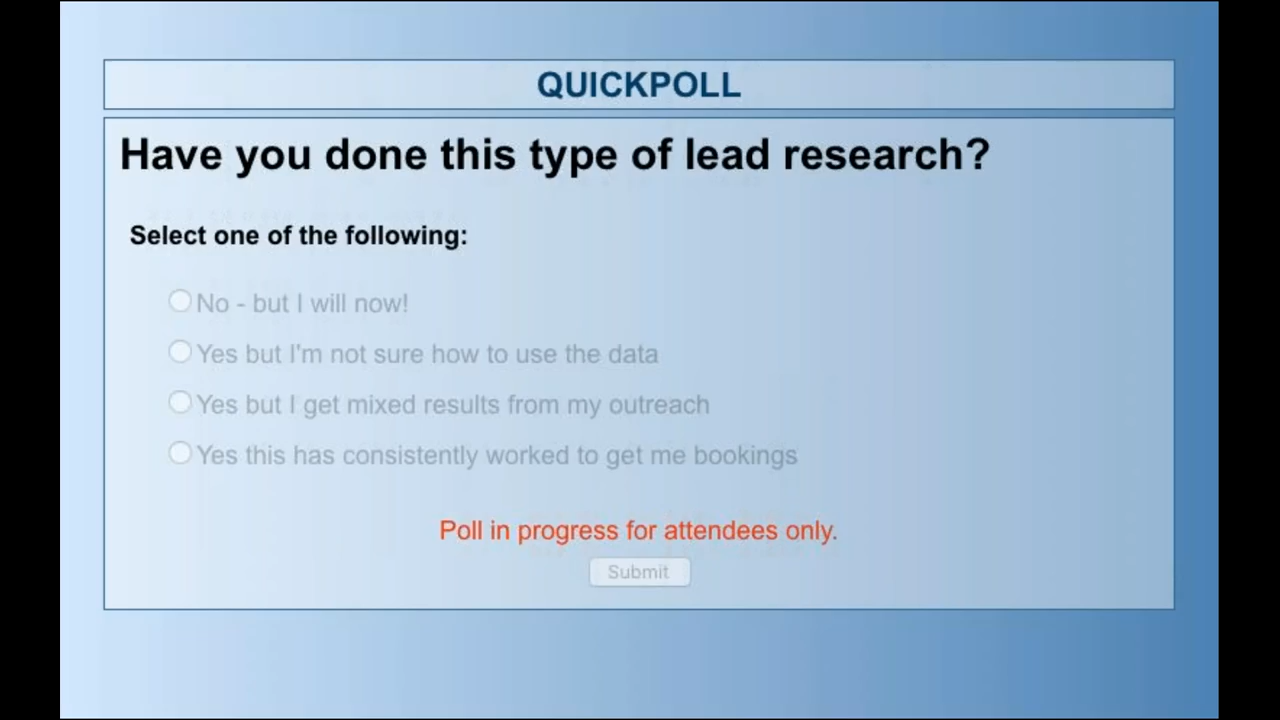 QUICKPOLL
Have you done this type of lead research?
Select one of the following:
No - but I will now!
Yes but I'm not sure how to use the data
Yes but I get mixed results from my outreach
Yes this has consistently worked to get me bookings
Poll in progress for attendees only.
Submit